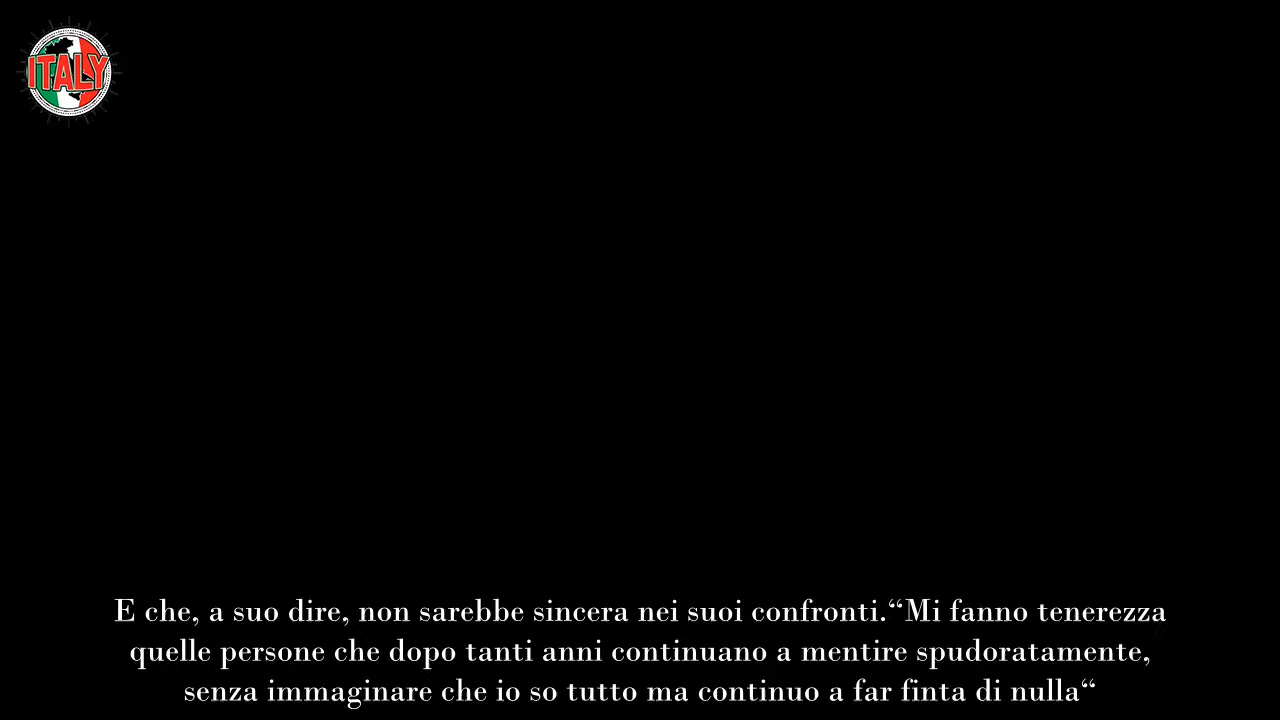 ITALY
E che, a suo dire, non sarebbe sincera nei suoi confronti.“Mi fanno tenerezza
quelle persone che dopo tanti anni continuano a mentire spudoratamente,
senza immaginare che io so tutto ma continuo a far finta di nulla“